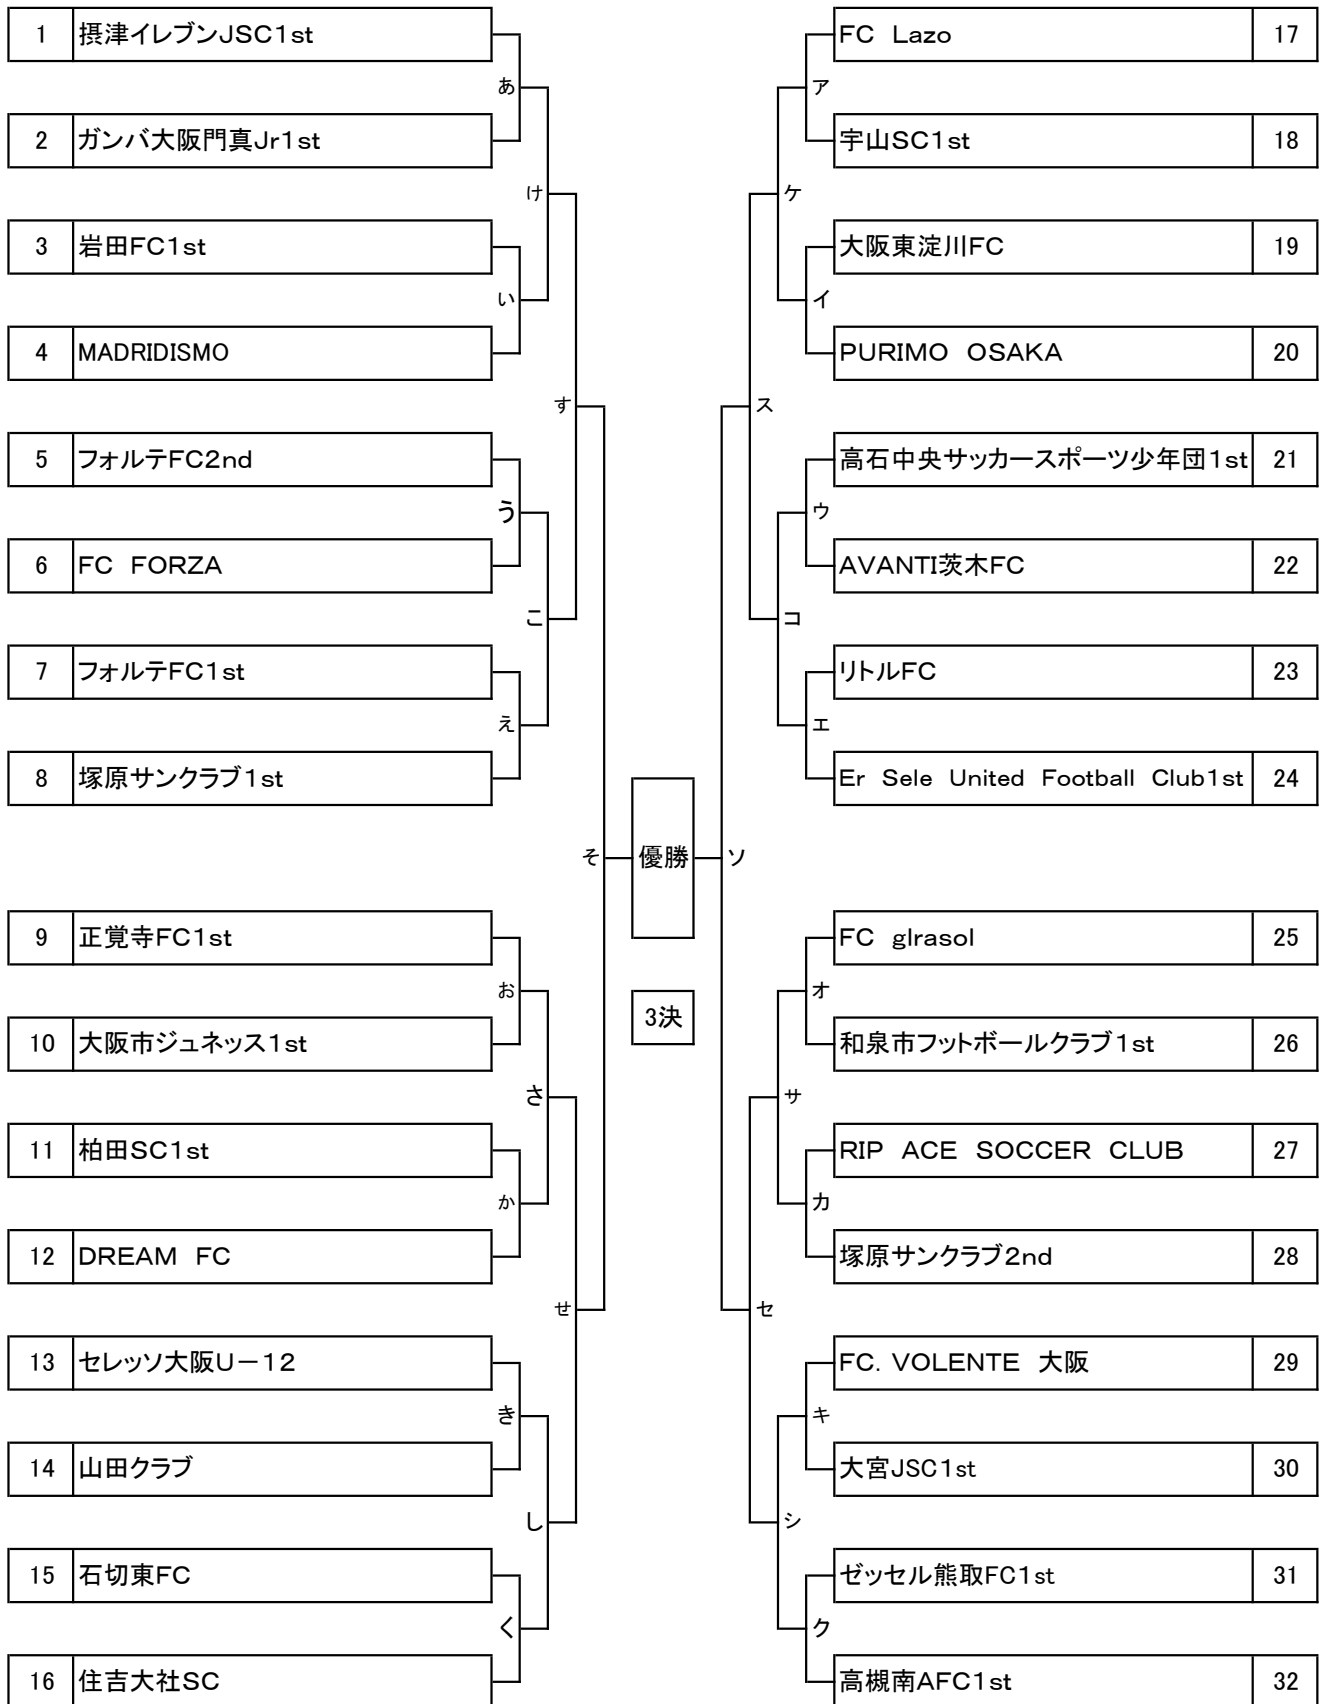 1 摂津イレブンJSC1st
あ
2 ガンバ大阪門真Jr1st
け
3 岩田FC1st
い
4 MADRIDISMO
す
5 フォルテFC2nd
う
6 FC FORZA
こ
7 フォルテFC1st
え
8 塚原サンクラブ1st
そ
9 正覚寺FC1st
お
10 大阪市ジュネッス1st
さ
11 柏田SC1st
か
12 DREAM FC
せ
13 セレッソ大阪U－12
き
14 山田クラブ
し
15 石切東FC
く
16 住吉大社SC
優勝
3決
FC Lazo 17
ア
宇山SC1st 18
ケ
大阪東淀川FC 19
イ
PURIMO OSAKA 20
ス
高石中央サッカースポーツ少年団1st 21
ウ
AVANTI茨木FC 22
コ
リトルFC 23
エ
Er Sele United Football Club1st 24
ソ
FC glrasol 25
オ
和泉市フットボールクラブ1st 26
サ
RIP ACE SOCCER CLUB 27
カ
塚原サンクラブ2nd 28
セ
FC. VOLENTE 大阪 29
キ
大宮JSC1st 30
シ
ゼッセル熊取FC1st 31
ク
高槻南AFC1st 32